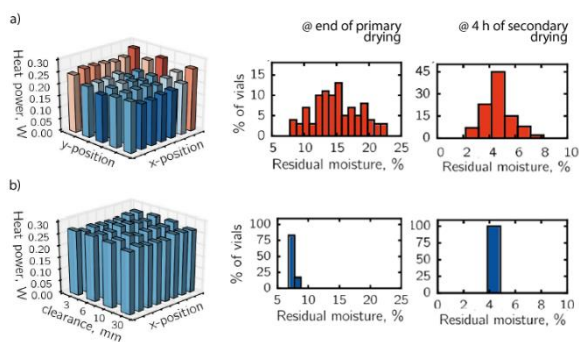 a)
@ end of primary
drying
@ 4 h of secondary
drying
Heat power, W
0.30
0.25
0.20
0.15
0.10
0.05
0.00
y-position
x-position
% of vials
15
10
5
0
5 10 15 20 25
Residual moisture, %
45
30
15
0
0 2 4 6 8 10
Residual moisture, %
b)
Heat power, W
0.30
0.25
0.20
0.15
0.10
0.05
0.00
3 6 10 30
clearance, mm
x-position
% of vials
100
75
50
25
0
5 10 15 20 25
Residual moisture, %
100
75
50
25
0
0 2 4 6 8 10
Residual moisture, %